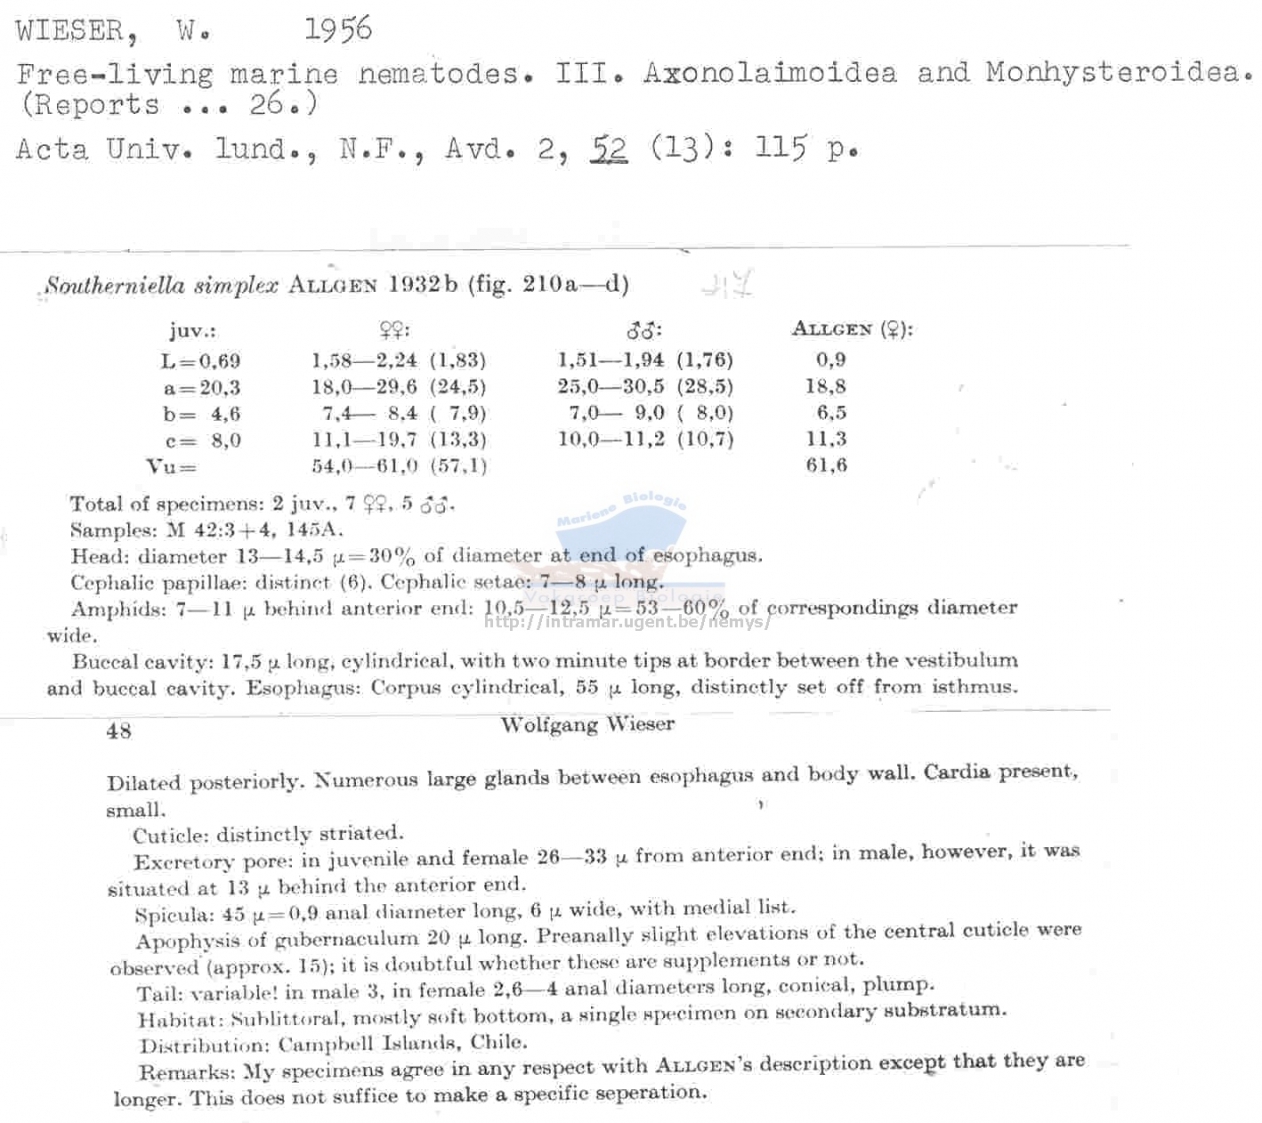 WIESER, W. 1956
Free-living marine nematodes. III. Axonolaimoidea and Monhysteroidea.
(Reports ... 26.)
Acta Univ. lund., N.F., Avd. 2, 52 (13): 115 p.
Southerniella simplex ALLGEN 1932b (fig. 210a—d)
juv.: ♀♀: ♂♂: ALLGEN (♀):
L=0,69 1,58—2,24 (1,83) 1,51—1,94 (1,76) 0,9
a=20,3 18,0—29,6 (24,5) 25,0—30,5 (28,5) 18,8
b= 4,6 7,4— 8,4 ( 7,9) 7,0— 9,0 ( 8,0) 6,5
c= 8,0 11,1—19,7 (13,3) 10,0—11,2 (10,7) 11,3
Vu= 54,0—61,0 (57,1) 61,6
Total of specimens: 2 juv., 7 ♀♀, 5 ♂♂.
Samples: M 42:3+4, 145A.
Head: diameter 13—14,5 μ=30% of diameter at end of esophagus.
Cephalic papillae: distinct (6). Cephalic setae: 7—8 μ long.
Amphids: 7—11 μ behind anterior end: 10,5—12,5 μ=53—60% of correspondings diameter
wide.
Buccal cavity: 17,5 μ long, cylindrical, with two minute tips at border between the vestibulum
and buccal cavity. Esophagus: Corpus cylindrical, 55 μ long, distinctly set off from isthmus.
Mariene Biologie
Vakgroep Biologie
http://intramar.ugent.be/nemys/
48 Wolfgang Wieser
Dilated posteriorly. Numerous large glands between esophagus and body wall. Cardia present,
small.
Cuticle: distinctly striated.
Excretory pore: in juvenile and female 26—33 μ from anterior end; in male, however, it was
situated at 13 μ behind the anterior end.
Spicula: 45 μ=0,9 anal diameter long, 6 μ wide, with medial list.
Apophysis of gubernaculum 20 μ long. Preanally slight elevations of the central cuticle were
observed (approx. 15); it is doubtful whether these are supplements or not.
Tail: variable! in male 3, in female 2,6—4 anal diameters long, conical, plump.
Habitat: Sublittoral, mostly soft bottom, a single specimen on secondary substratum.
Distribution: Campbell Islands, Chile.
Remarks: My specimens agree in any respect with ALLGEN's description except that they are
longer. This does not suffice to make a specific seperation.